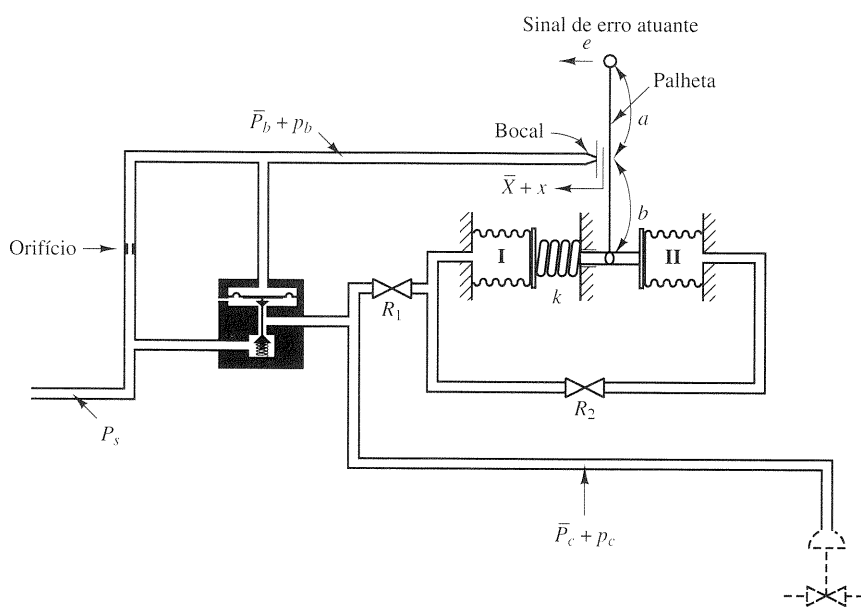 Sinal de erro atuante
e
Palheta
a
P̄b + pb
Bocal
X̄ + x
b
Orifício
I
II
k
R1
R2
Ps
P̄c + pc